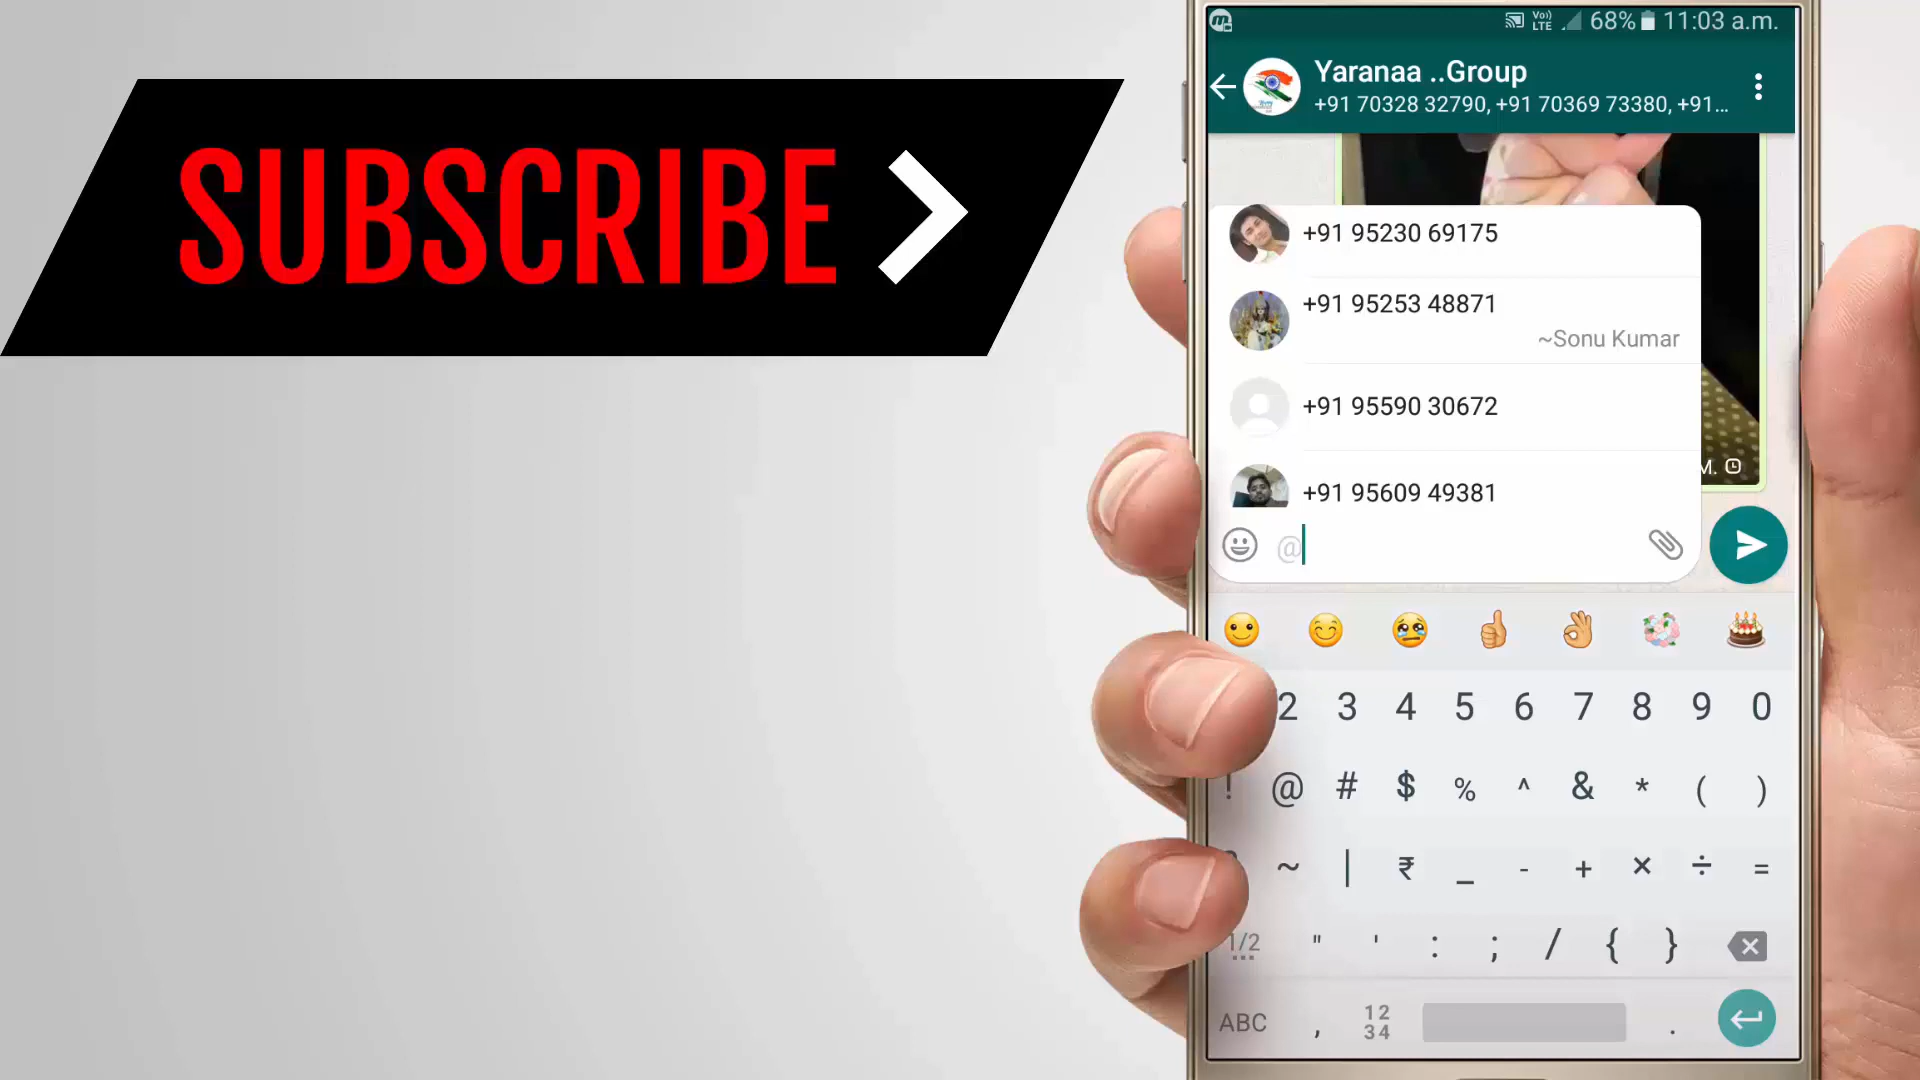 SUBSCRIBE
Vo) LTE 68% 11:03 a.m.
Yaranaa ..Group
+91 70328 32790, +91 70369 73380, +91...
+91 95230 69175
+91 95253 48871
~Sonu Kumar
+91 95590 30672
+91 95609 49381
M.
@
2 3 4 5 6 7 8 9 0
! @ # $ % ^ & * ( )
~ | ₹ _ - + × ÷ =
1/2 " ' : ; / { }
ABC , 12 34 .